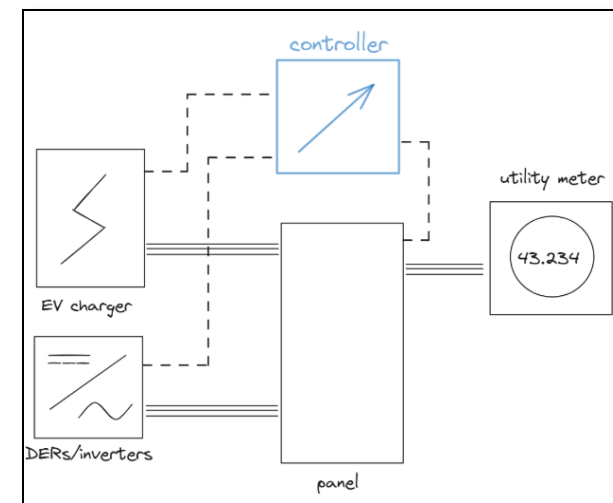 controller
utility meter
43.234
EV charger
DERs/inverters
panel